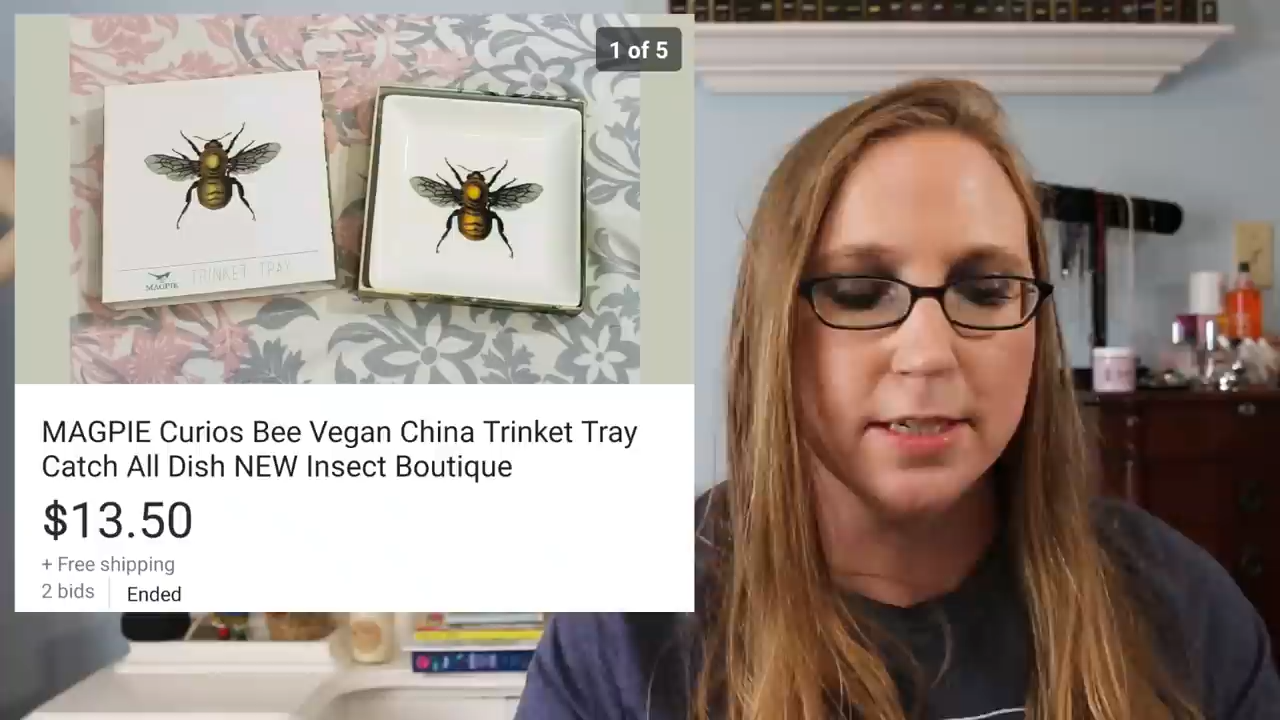 1 of 5
MAGPIE
TRINKET TRAY
MAGPIE Curios Bee Vegan China Trinket Tray
Catch All Dish NEW Insect Boutique
$13.50
+ Free shipping
2 bids
Ended